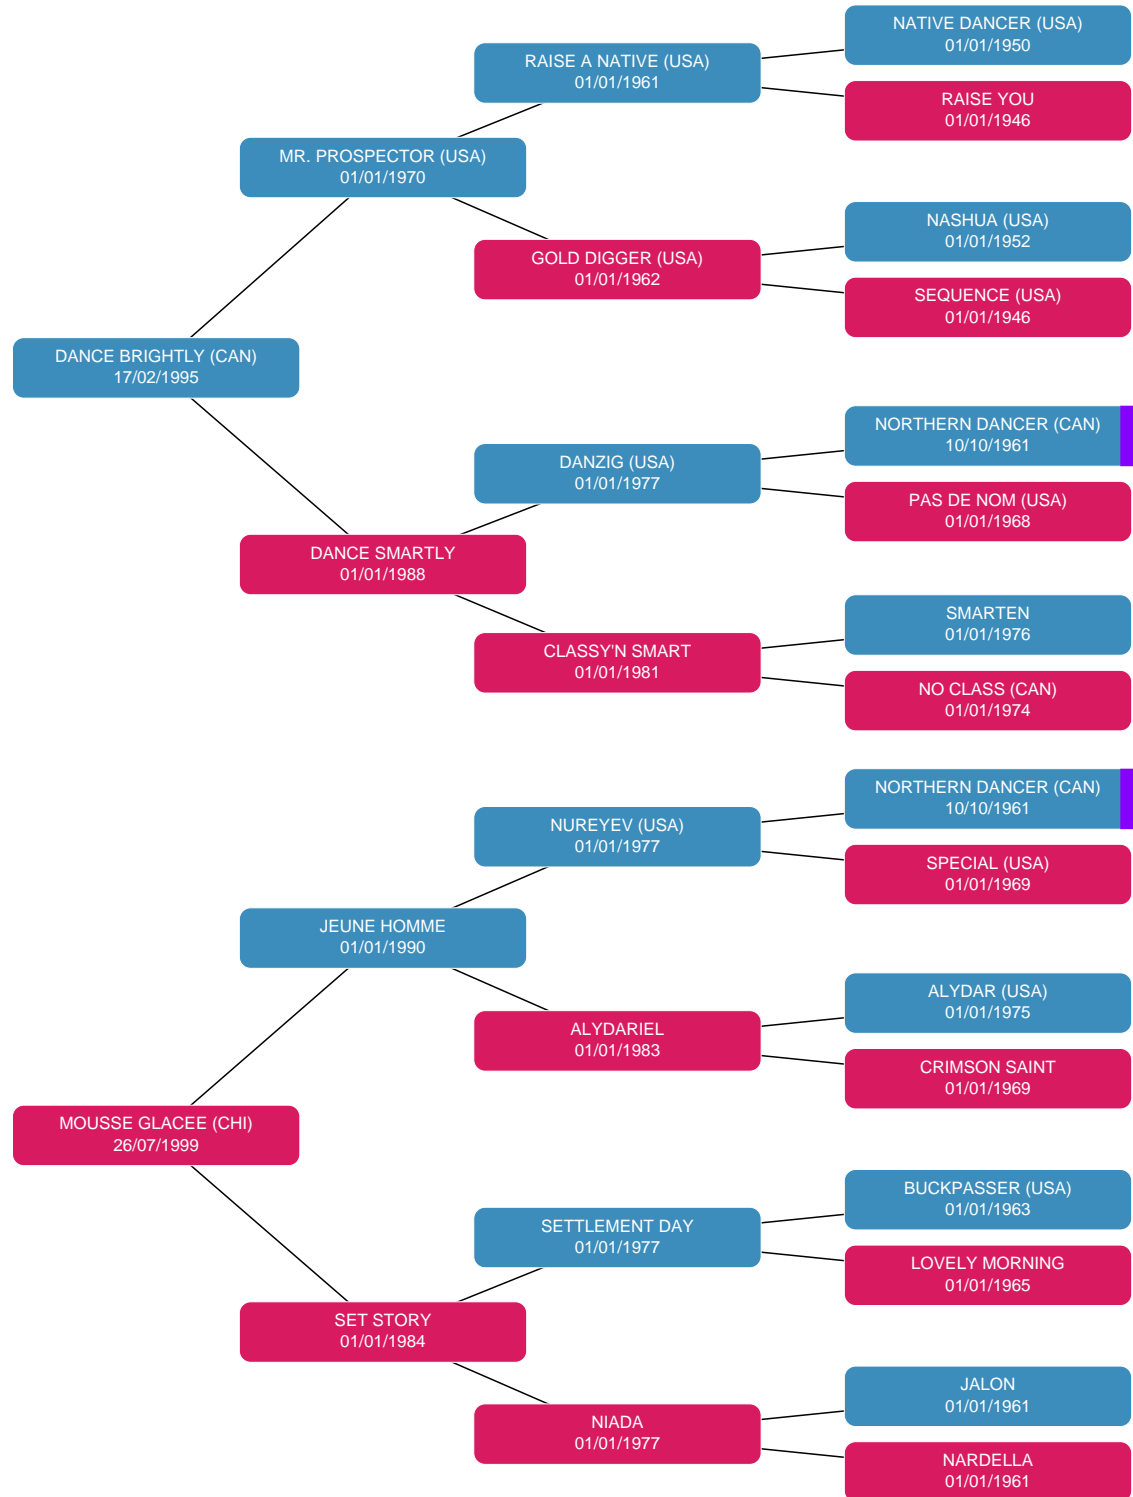 NATIVE DANCER (USA)
01/01/1950
RAISE A NATIVE (USA)
01/01/1961
RAISE YOU
01/01/1946
MR. PROSPECTOR (USA)
01/01/1970
NASHUA (USA)
01/01/1952
GOLD DIGGER (USA)
01/01/1962
SEQUENCE (USA)
01/01/1946
DANCE BRIGHTLY (CAN)
17/02/1995
NORTHERN DANCER (CAN)
10/10/1961
DANZIG (USA)
01/01/1977
PAS DE NOM (USA)
01/01/1968
DANCE SMARTLY
01/01/1988
SMARTEN
01/01/1976
CLASSY'N SMART
01/01/1981
NO CLASS (CAN)
01/01/1974
NORTHERN DANCER (CAN)
10/10/1961
NUREYEV (USA)
01/01/1977
SPECIAL (USA)
01/01/1969
JEUNE HOMME
01/01/1990
ALYDAR (USA)
01/01/1975
ALYDARIEL
01/01/1983
CRIMSON SAINT
01/01/1969
MOUSSE GLACEE (CHI)
26/07/1999
BUCKPASSER (USA)
01/01/1963
SETTLEMENT DAY
01/01/1977
LOVELY MORNING
01/01/1965
SET STORY
01/01/1984
JALON
01/01/1961
NIADA
01/01/1977
NARDELLA
01/01/1961